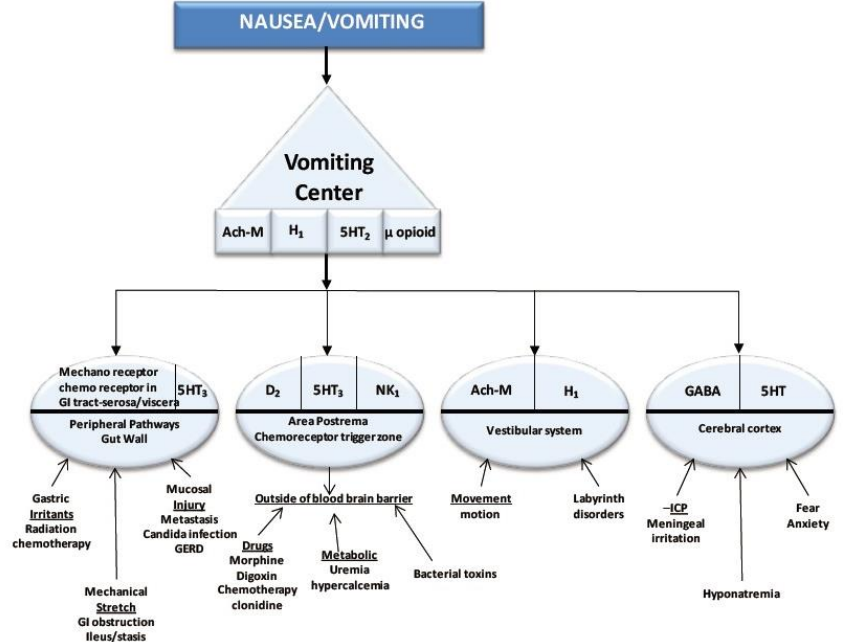 NAUSEA/VOMITING
Vomiting
Center
Ach-M
H₁
5HT₂
μ opioid
Mechano receptor
chemo receptor in
GI tract-serosa/viscera
5HT₃
Peripheral Pathways
Gut Wall
D₂
5HT₃
NK₁
Area Postrema
Chemoreceptor trigger zone
Ach-M
H₁
Vestibular system
GABA
5HT
Cerebral cortex
Gastric
Irritants
Radiation
chemotherapy
Mechanical
Stretch
GI obstruction
Ileus/stasis
Mucosal
Injury
Metastasis
Candida infection
GERD
Outside of blood brain barrier
Drugs
Morphine
Digoxin
Chemotherapy
clonidine
Metabolic
Uremia
hypercalcemia
Bacterial toxins
Movement
motion
Labyrinth
disorders
–ICP
Meningeal
irritation
Hyponatremia
Fear
Anxiety